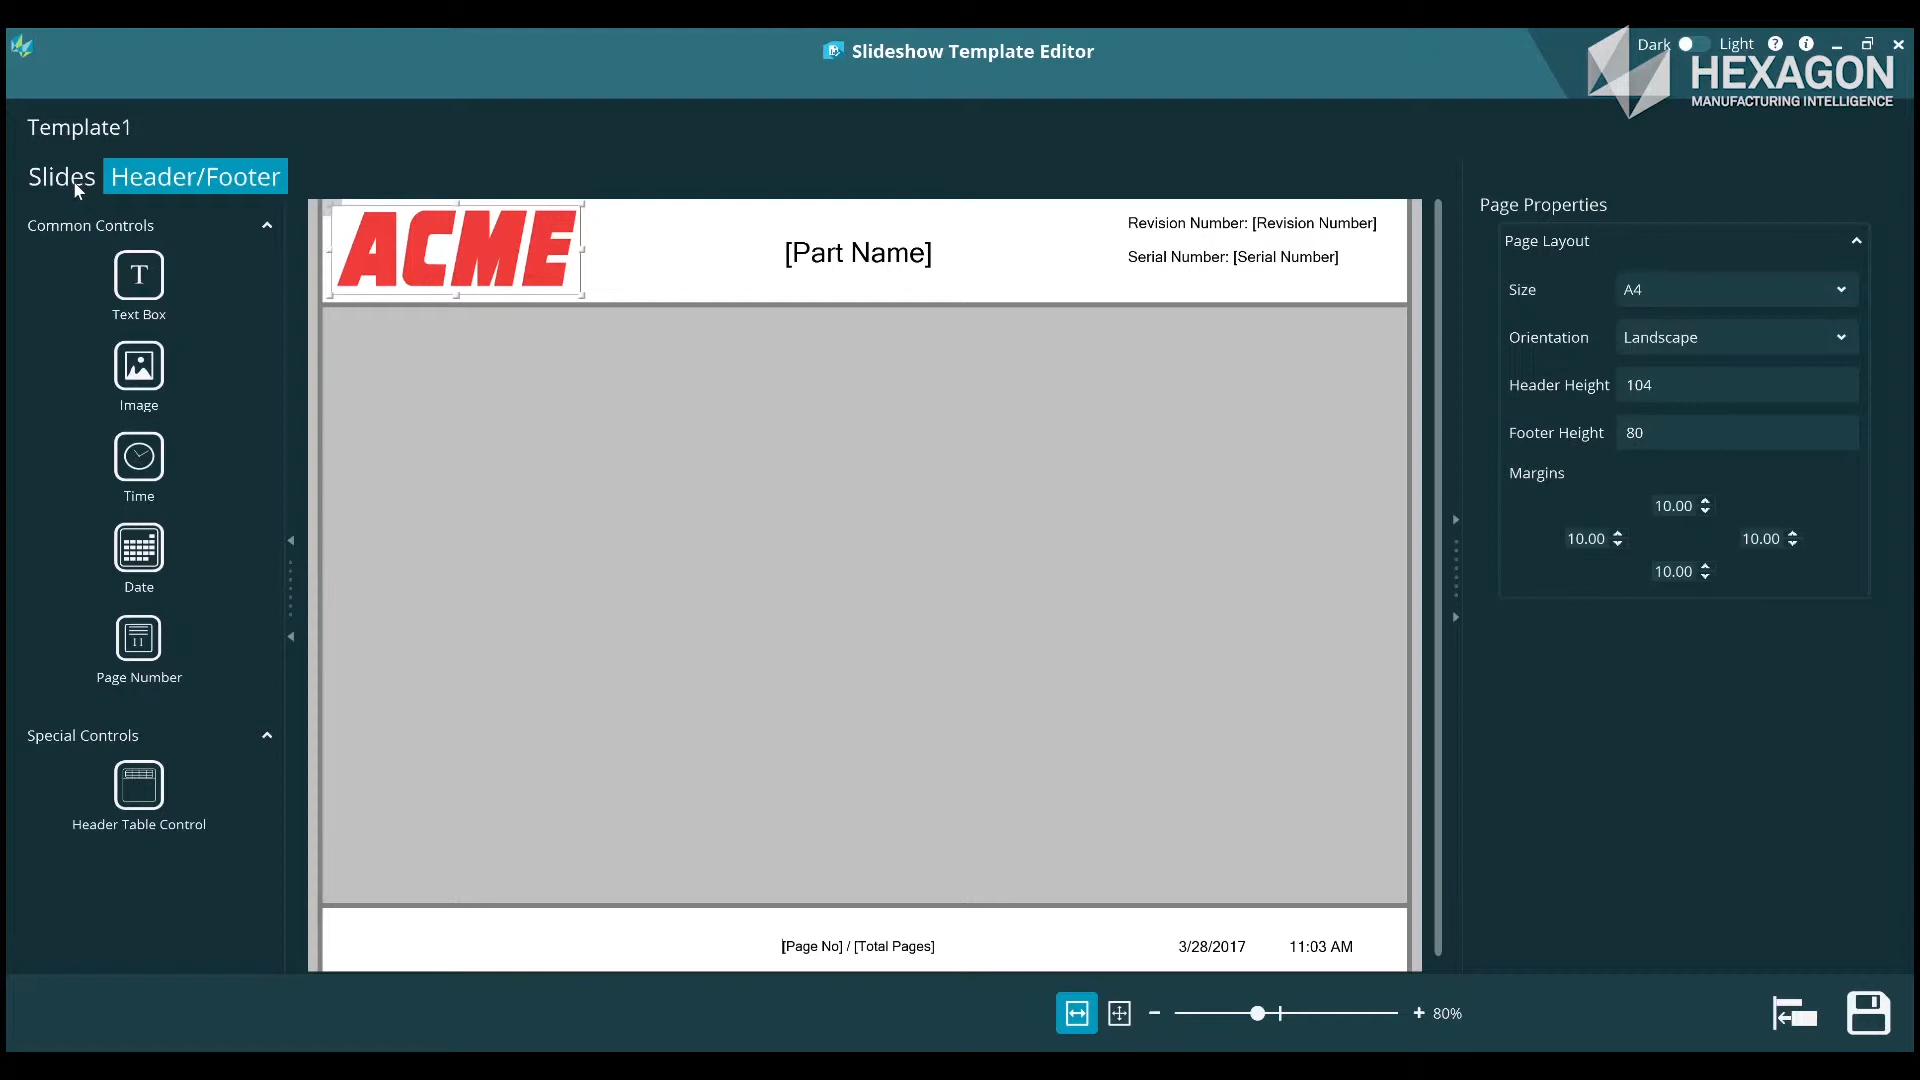 Slideshow Template Editor
Dark Light
HEXAGON
MANUFACTURING INTELLIGENCE
Template1
Slides Header/Footer
Common Controls
T
Text Box
Image
Time
Date
Page Number
Special Controls
Header Table Control
ACME
[Part Name]
Revision Number: [Revision Number]
Serial Number: [Serial Number]
[Page No] / [Total Pages]
3/28/2017
11:03 AM
Page Properties
Page Layout
Size A4
Orientation Landscape
Header Height 104
Footer Height 80
Margins
10.00
10.00 10.00
10.00
80%